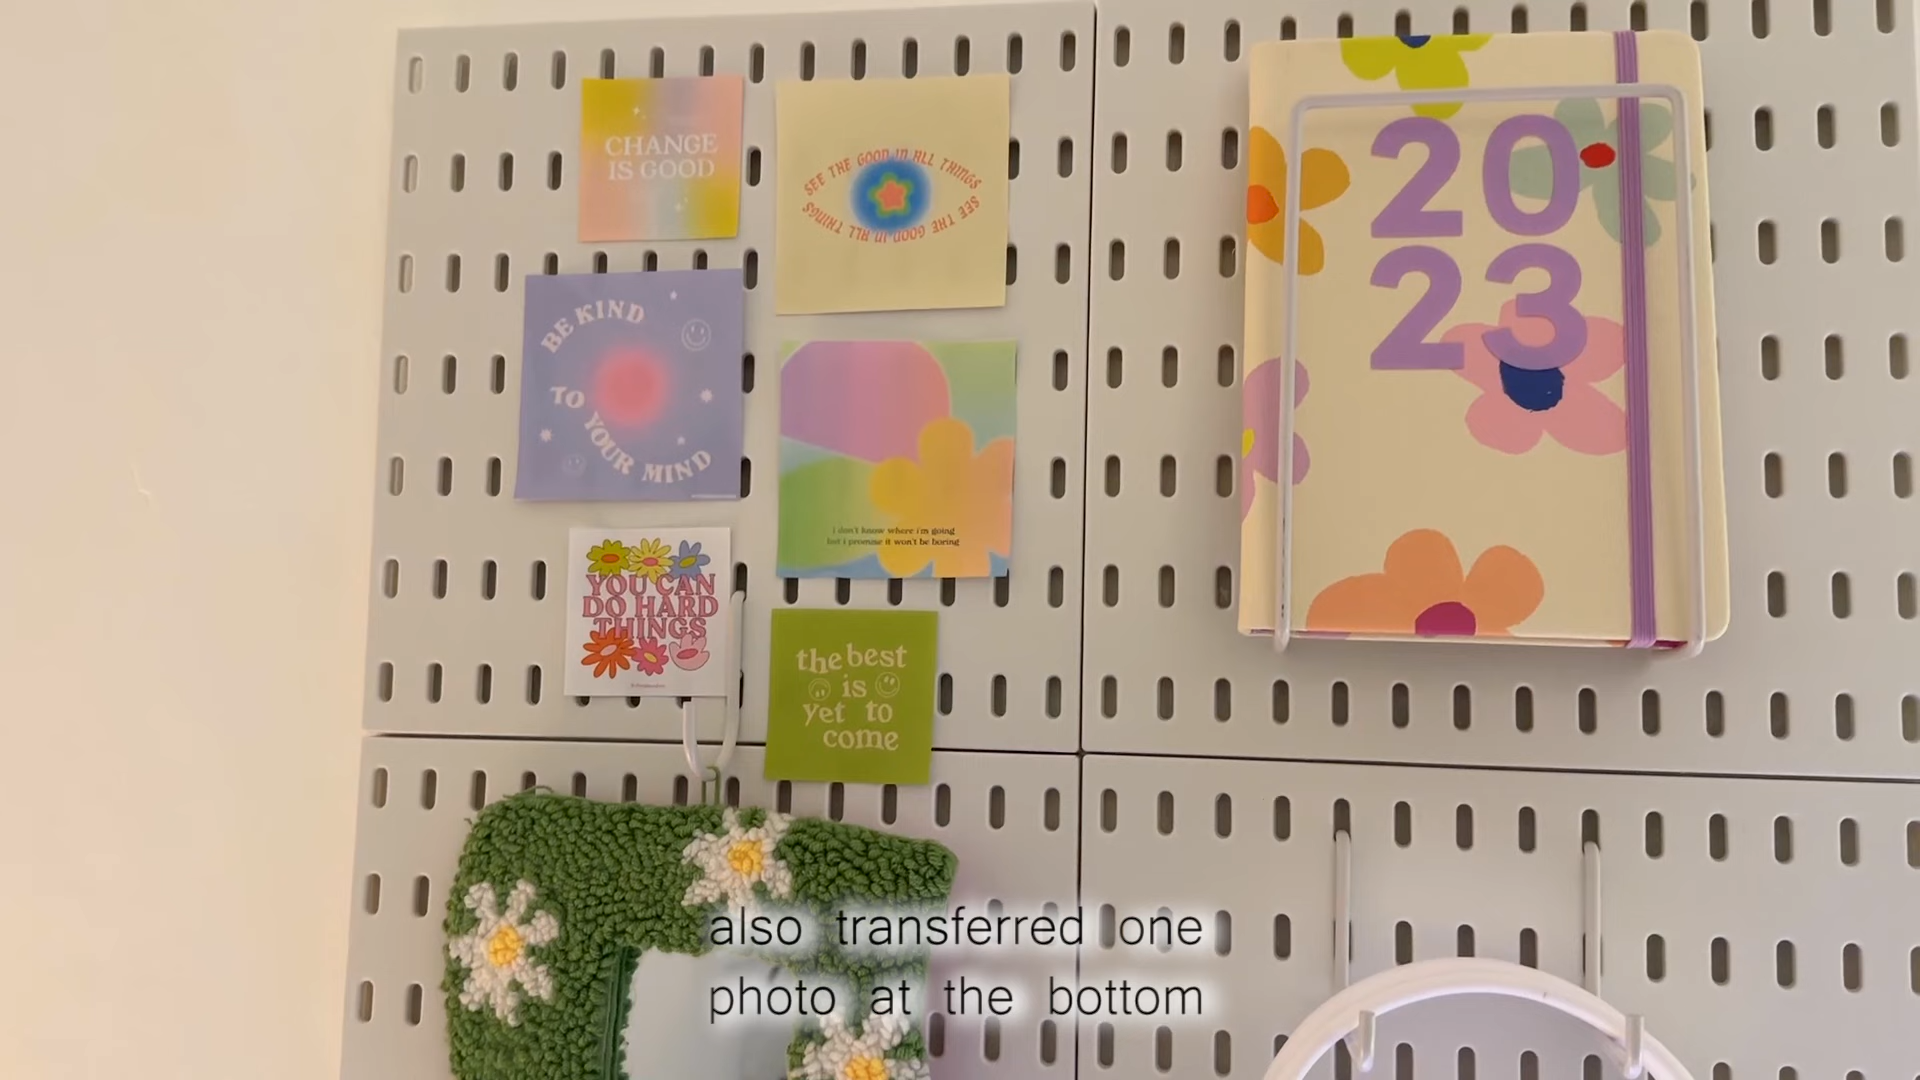 CHANGE
IS GOOD
SEE THE GOOD IN ALL THINGS
SEE THE GOOD IN ALL THINGS
BE KIND
TO YOUR MIND
i don't know where i'm going
but i promise it won't be boring
YOU CAN
DO HARD
THINGS
the best
is
yet to
come
20
23
also transferred one
photo at the bottom